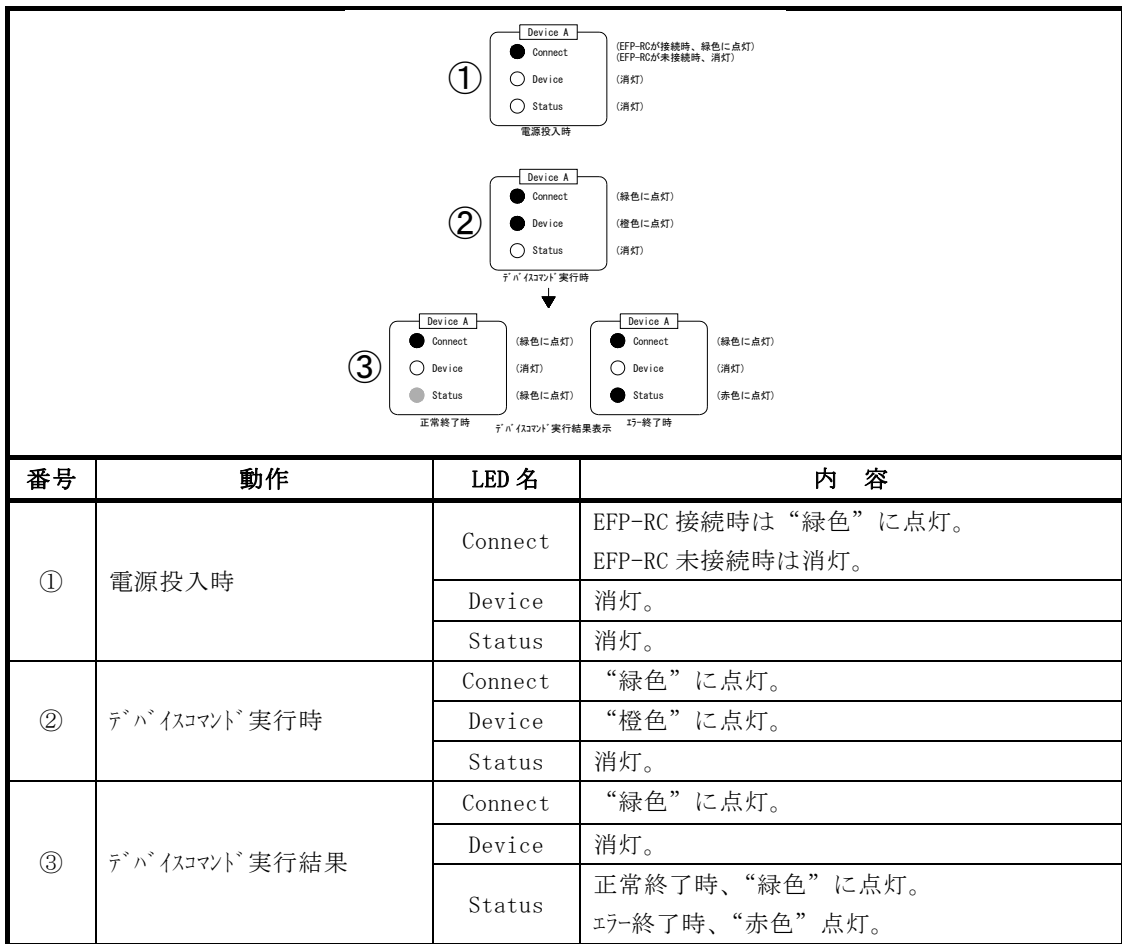 Device A
① Connect (EFP-RCが接続時、緑色に点灯)
(EFP-RCが未接続時、消灯)
Device (消灯)
Status (消灯)
電源投入時
Device A
② Connect (緑色に点灯)
Device (橙色に点灯)
Status (消灯)
ﾃﾞﾊﾞｲｽｺﾏﾝﾄﾞ実行時
Device A Device A
③ Connect (緑色に点灯) Connect (緑色に点灯)
Device (消灯) Device (消灯)
Status (緑色に点灯) Status (赤色に点灯)
正常終了時 ﾃﾞﾊﾞｲｽｺﾏﾝﾄﾞ実行結果表示 ｴﾗｰ終了時
番号 動作 LED名 内 容
① 電源投入時 Connect EFP-RC接続時は“緑色”に点灯。
EFP-RC未接続時は消灯。
Device 消灯。
Status 消灯。
② ﾃﾞﾊﾞｲｽｺﾏﾝﾄﾞ実行時 Connect “緑色”に点灯。
Device “橙色”に点灯。
Status 消灯。
③ ﾃﾞﾊﾞｲｽｺﾏﾝﾄﾞ実行結果 Connect “緑色”に点灯。
Device 消灯。
Status 正常終了時、“緑色”に点灯。
ｴﾗｰ終了時、“赤色”点灯。